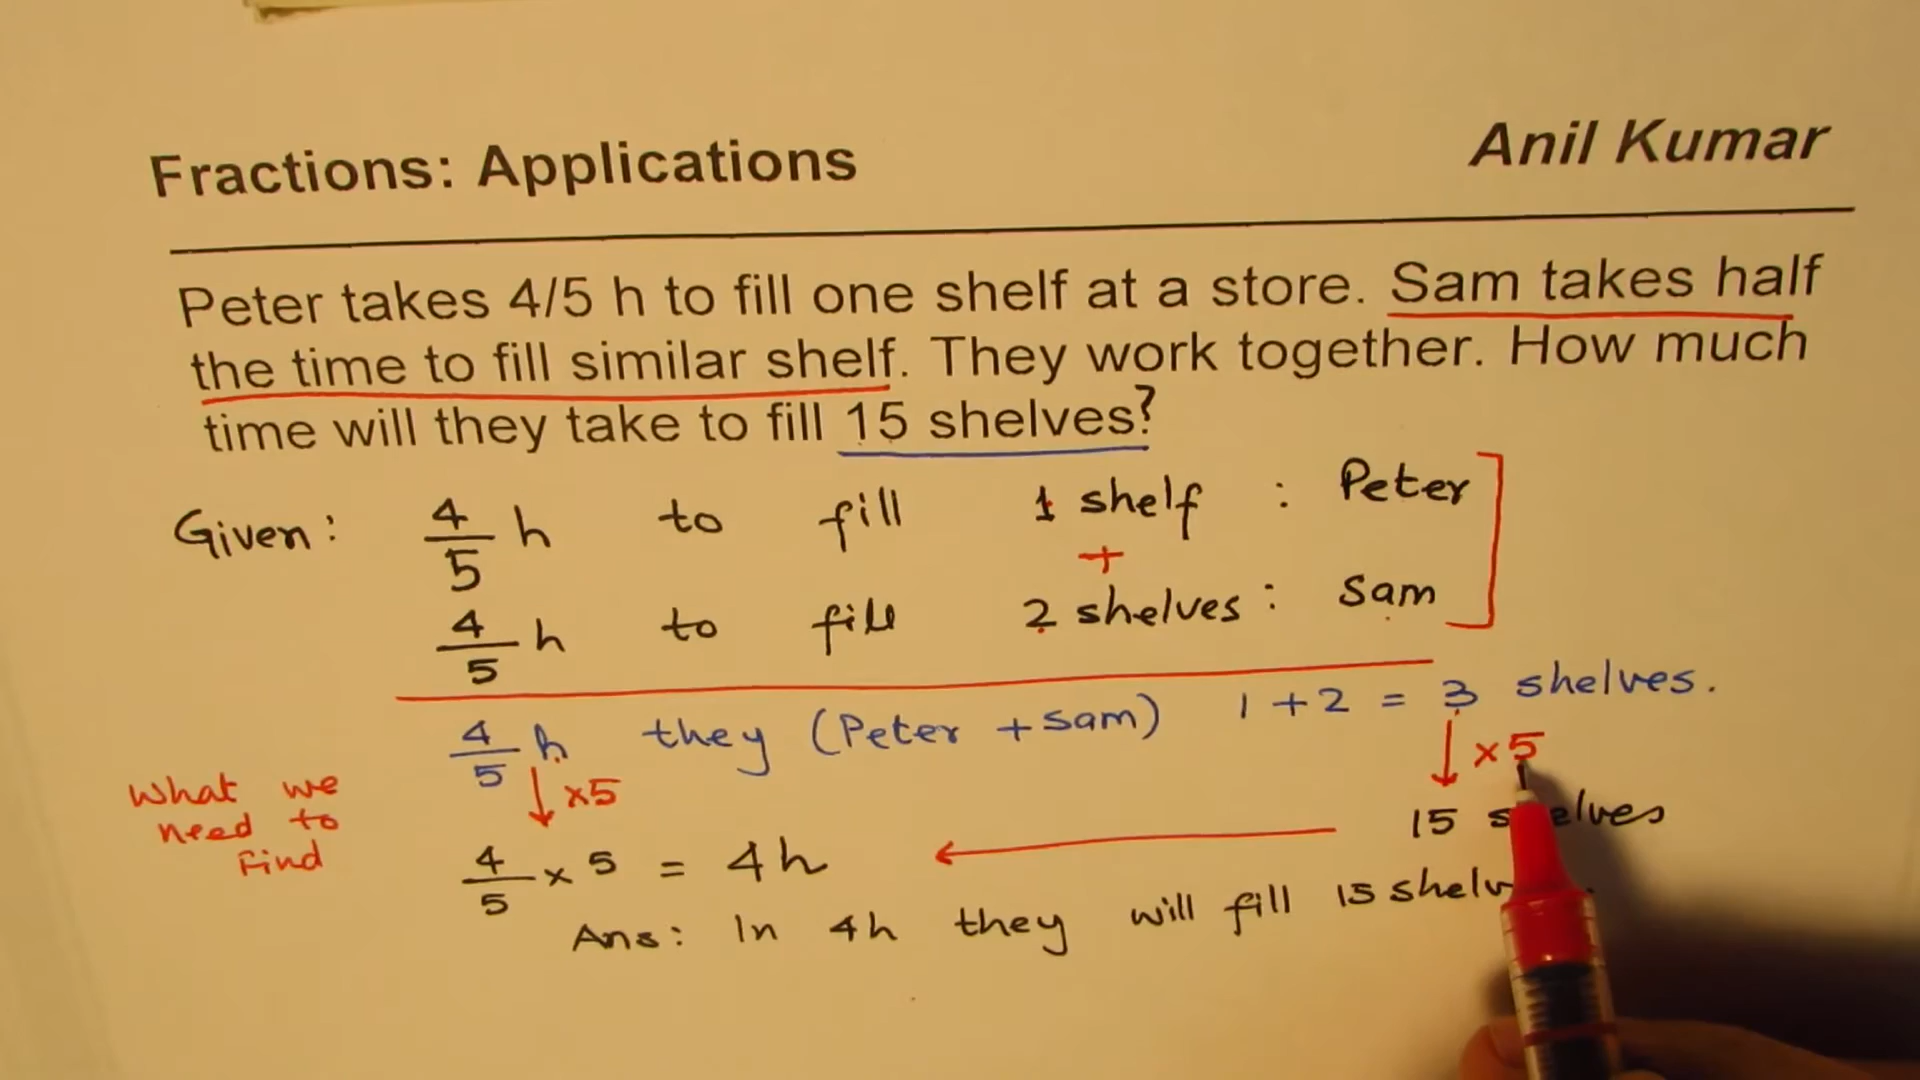 Fractions: Applications
Anil Kumar
Peter takes 4/5 h to fill one shelf at a store. Sam takes half
the time to fill similar shelf. They work together. How much
time will they take to fill 15 shelves?
Given: 4/5 h to fill 1 shelf : Peter
+
4/5 h to fill 2 shelves : Sam
4/5 h they (Peter + Sam) 1 + 2 = 3 shelves.
×5 ×5
What we
need to
Find
15 shelves
4/5 × 5 = 4h
Ans: In 4h they will fill 15